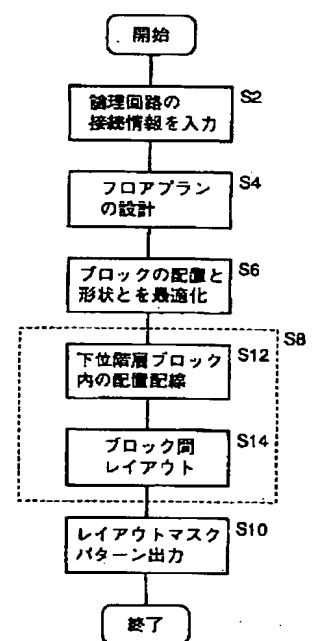 開始
論理回路の
接続情報を入力
S2
フロアプラン
の設計
S4
ブロックの配置と
形状とを最適化
S6
S8
下位階層ブロック
内の配置配線
S12
ブロック間
レイアウト
S14
レイアウトマスク
パターン出力
S10
終了